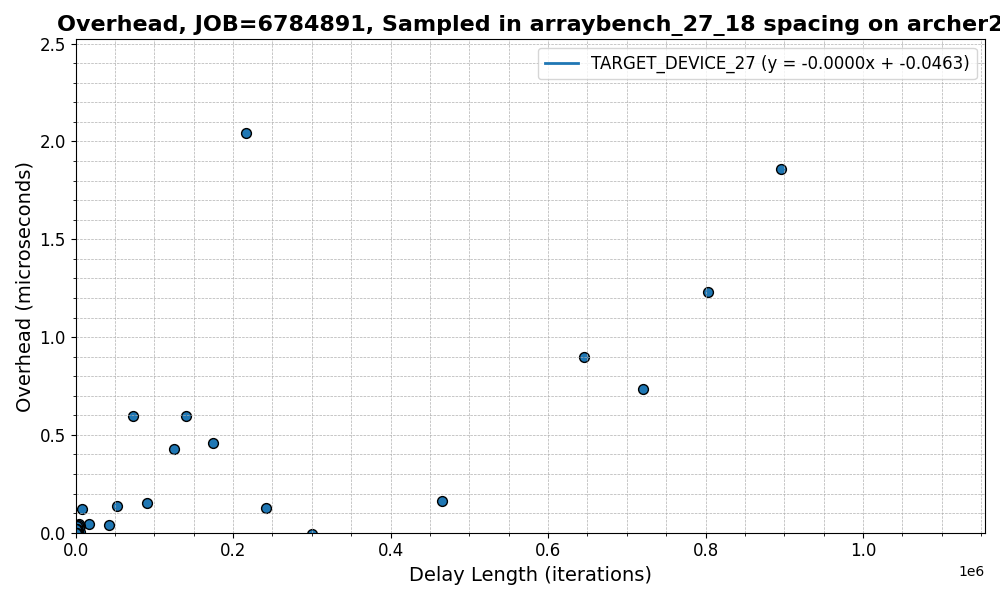 Overhead, JOB=6784891, Sampled in arraybench_27_18 spacing on archer2
TARGET_DEVICE_27 (y = -0.0000x + -0.0463)
Overhead (microseconds)
2.5
2.0
1.5
1.0
0.5
0.0
0.0 0.2 0.4 0.6 0.8 1.0
1e6
Delay Length (iterations)